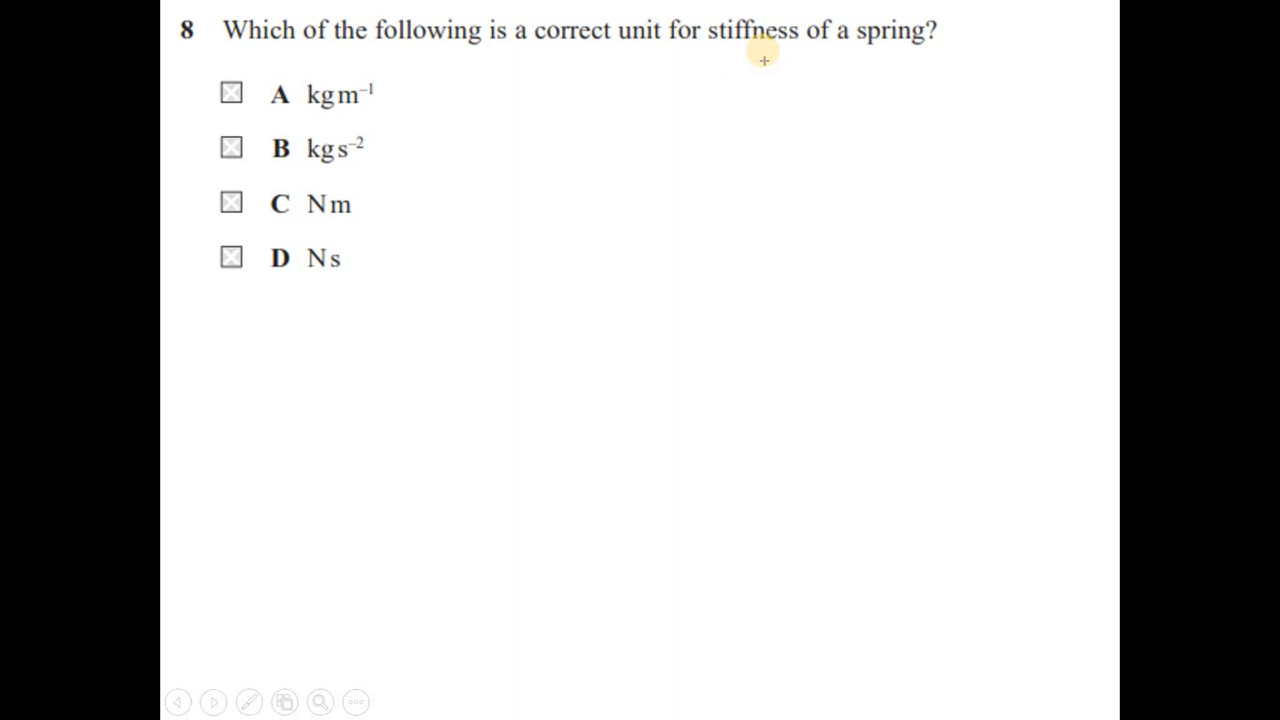 8 Which of the following is a correct unit for stiffness of a spring?
A kg m⁻¹
B kg s⁻²
C N m
D N s